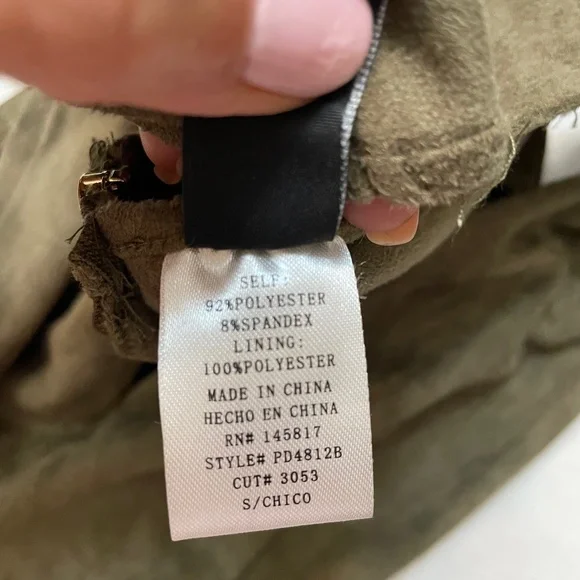 SELF:
92%POLYESTER
8%SPANDEX
LINING:
100%POLYESTER
MADE IN CHINA
HECHO EN CHINA
RN# 145817
STYLE# PD4812B
CUT# 3053
S/CHICO